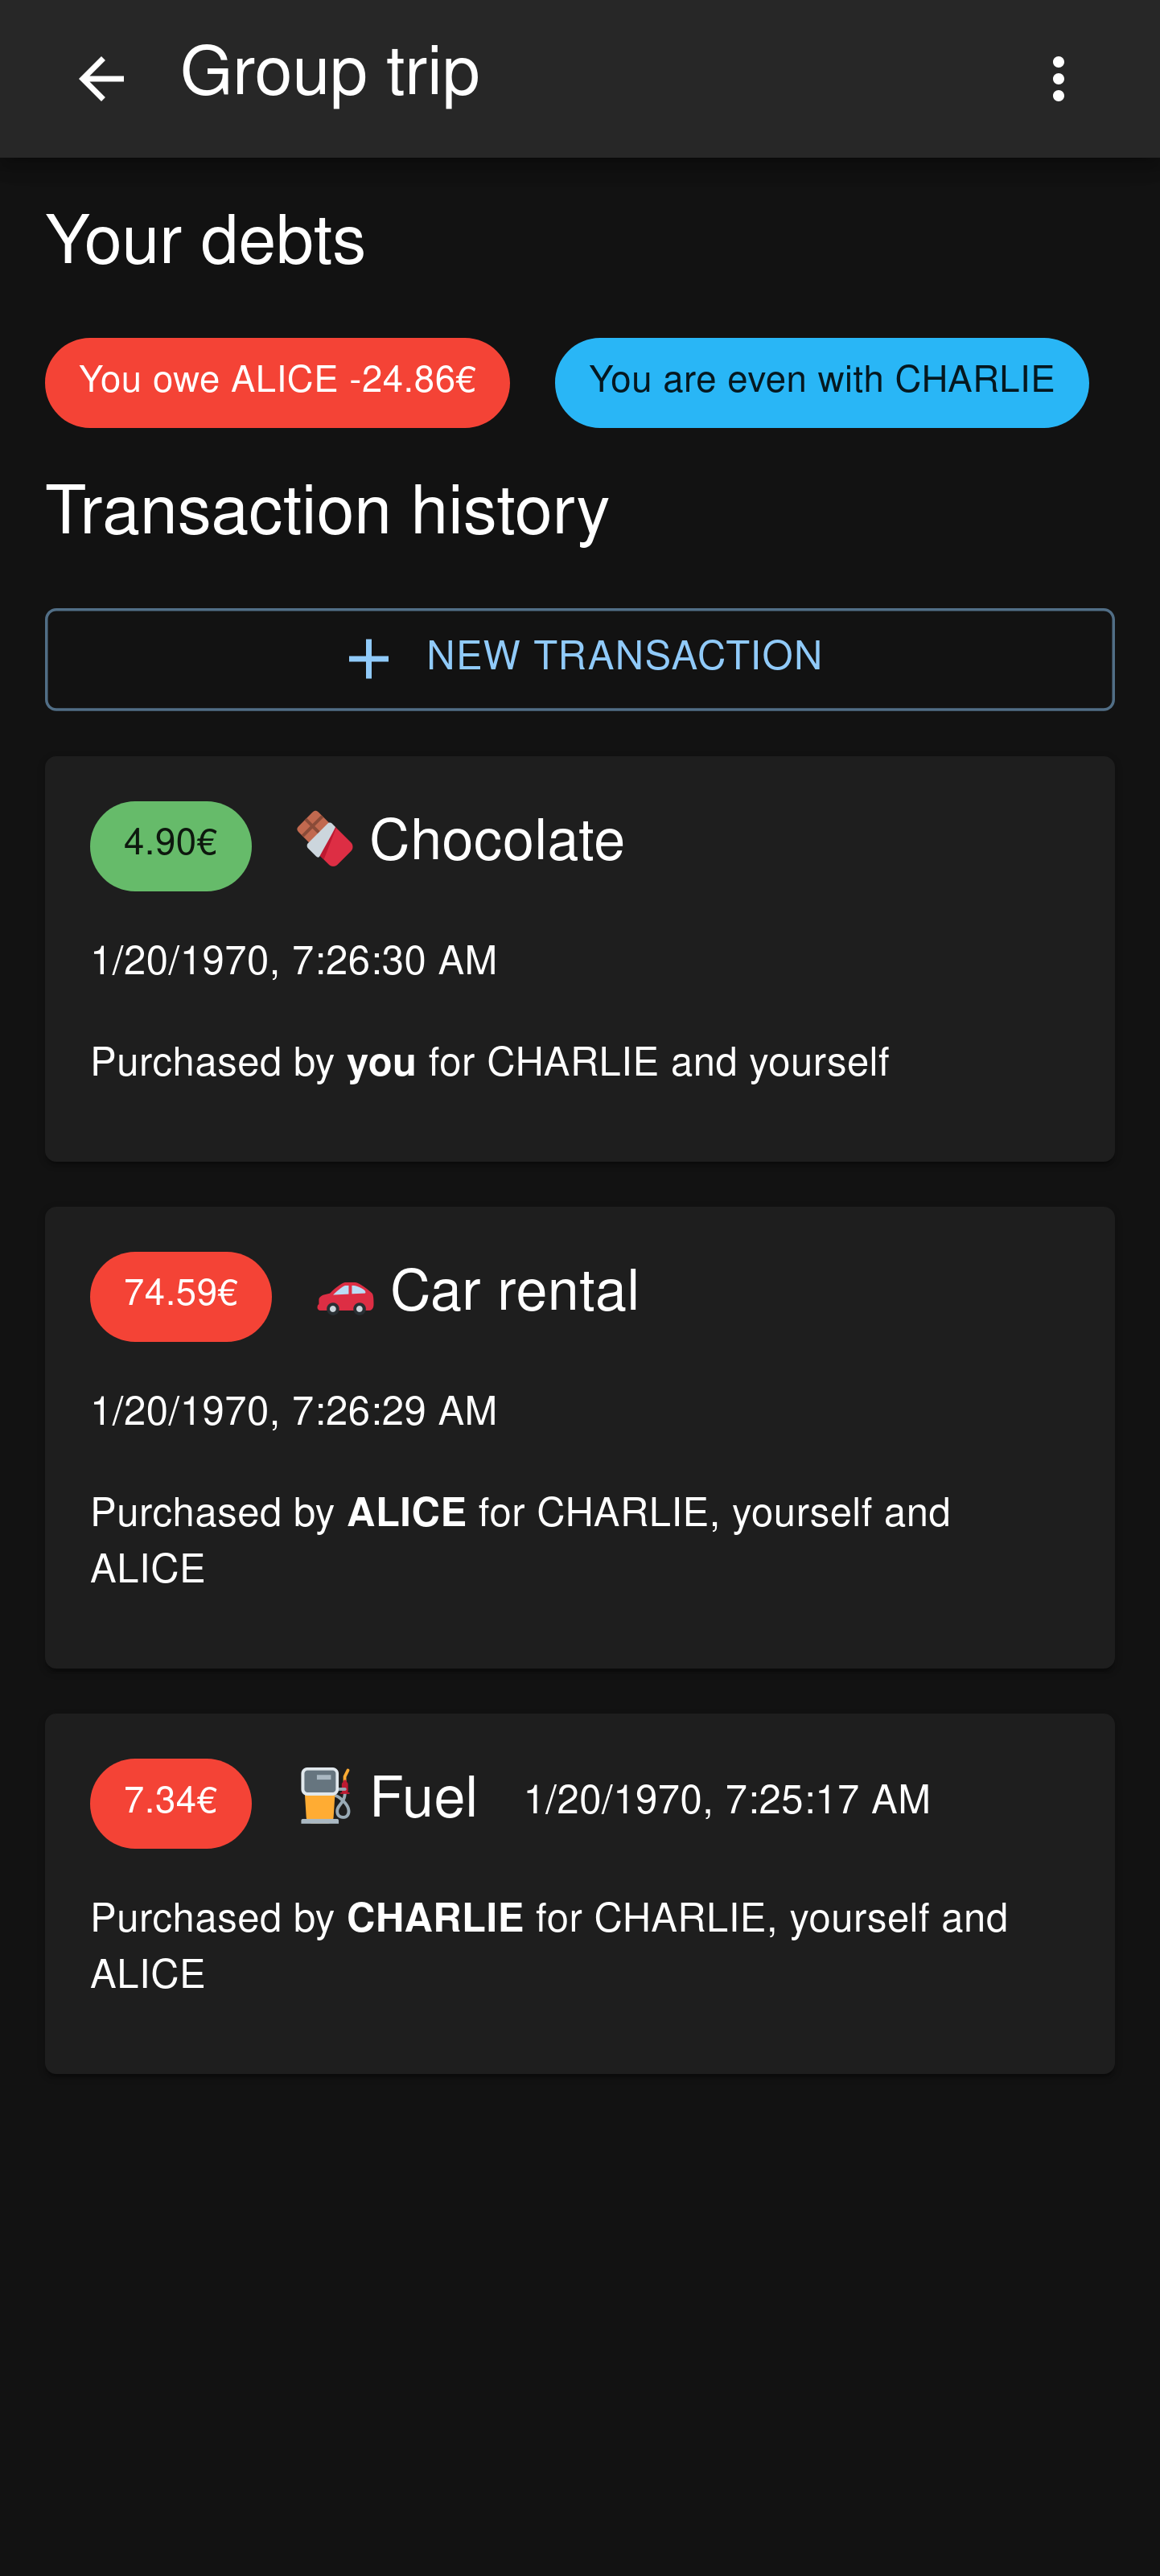 Group trip
Your debts
You owe ALICE -24.86€
You are even with CHARLIE
Transaction history
NEW TRANSACTION
4.90€ Chocolate
1/20/1970, 7:26:30 AM
Purchased by you for CHARLIE and yourself
74.59€ Car rental
1/20/1970, 7:26:29 AM
Purchased by ALICE for CHARLIE, yourself and
ALICE
7.34€ Fuel 1/20/1970, 7:25:17 AM
Purchased by CHARLIE for CHARLIE, yourself and
ALICE